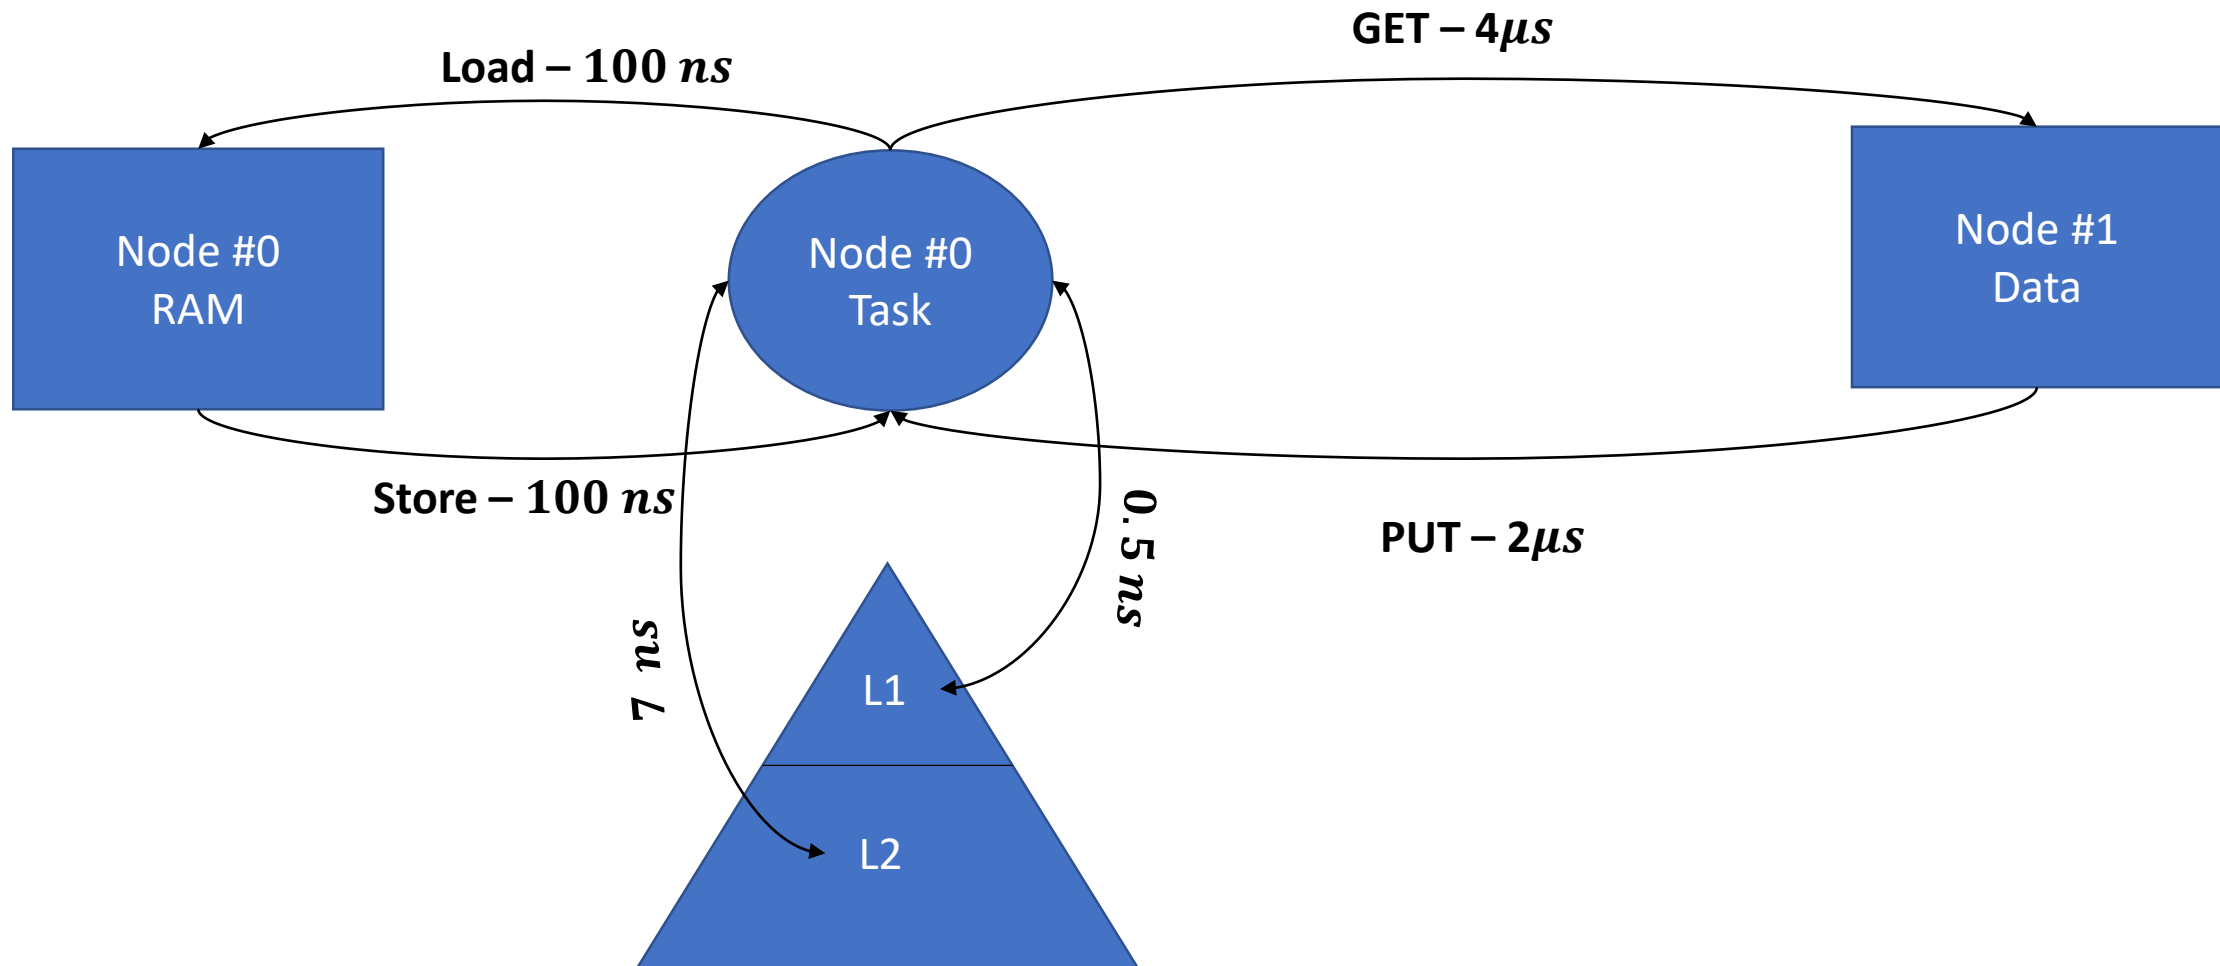 GET – 4μs
Load – 100 ns
Node #0
RAM
Node #0
Task
Node #1
Data
Store – 100 ns
PUT – 2μs
0.5 ns
7 ns
L1
L2